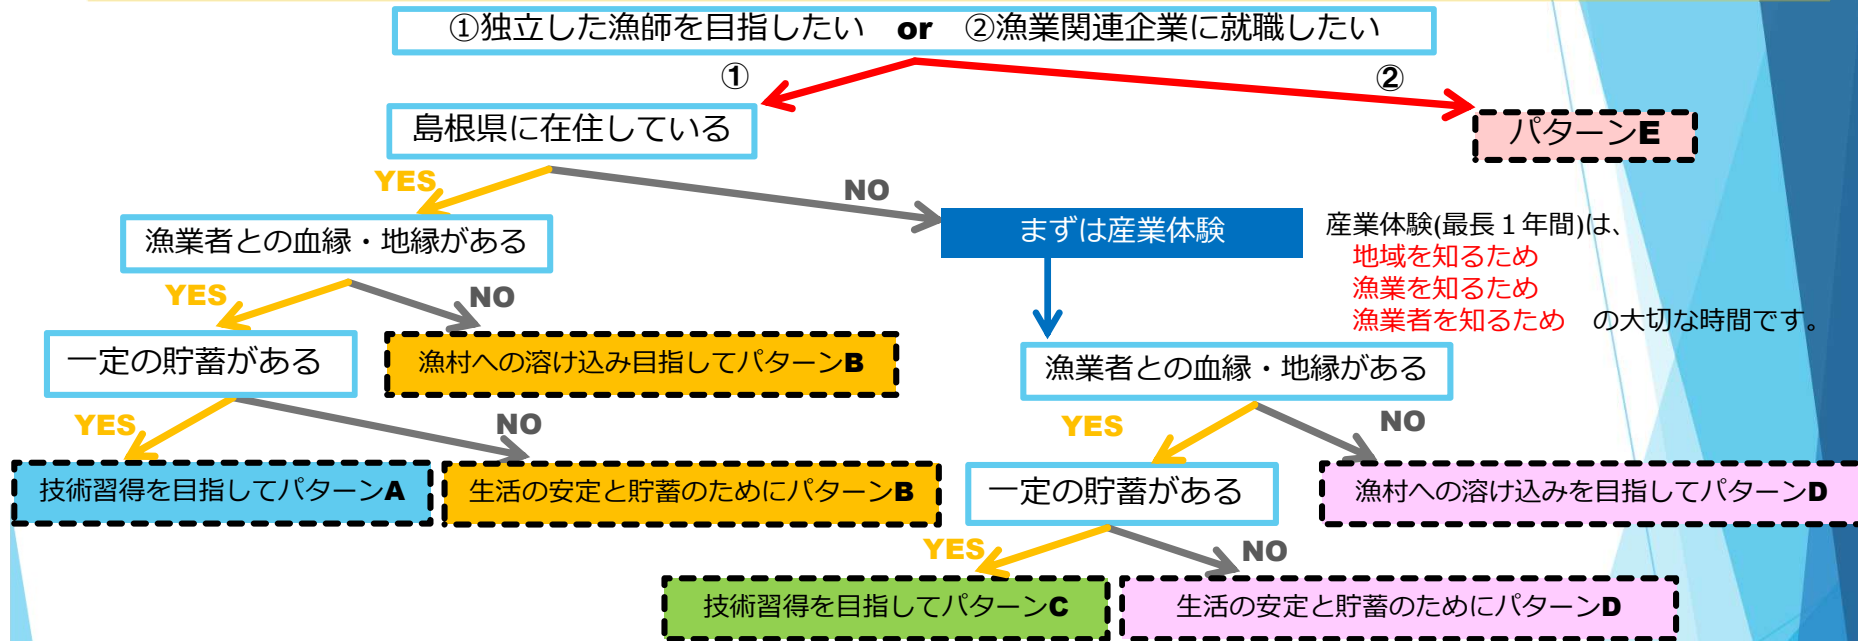 ①独立した漁師を目指したい or ②漁業関連企業に就職したい
①
②
島根県に在住している
パターンE
YES
NO
漁業者との血縁・地縁がある
まずは産業体験
産業体験(最長１年間)は、
地域を知るため
漁業を知るため
漁業者を知るため の大切な時間です。
YES
NO
一定の貯蓄がある
漁村への溶け込み目指してパターンB
漁業者との血縁・地縁がある
YES
NO
YES
NO
技術習得を目指してパターンA
生活の安定と貯蓄のためにパターンB
一定の貯蓄がある
漁村への溶け込みを目指してパターンD
YES
NO
技術習得を目指してパターンC
生活の安定と貯蓄のためにパターンD